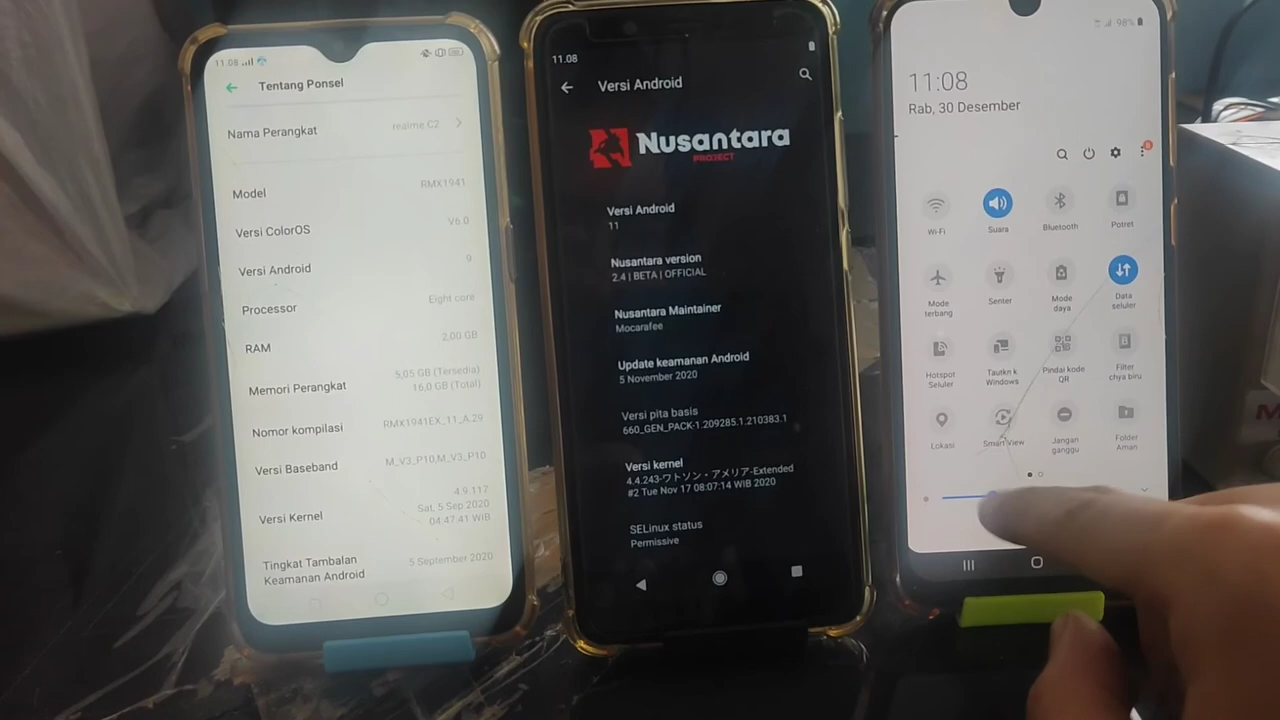 11.08
Tentang Ponsel
Nama Perangkat
realme C2
Model
RMX1941
Versi ColorOS
V6.0
Versi Android
9
Processor
Eight core
RAM
2,00 GB
Memori Perangkat
5,05 GB (Tersedia)
16,0 GB (Total)
Nomor kompilasi
RMX1941EX_11_A.29
Versi Baseband
M_V3_P10,M_V3_P10
Versi Kernel
4.9.117
Sat, 5 Sep 2020
04:47:41 WIB
Tingkat Tambalan
Keamanan Android
5 September 2020
11.08
Versi Android
Nusantara
PROJECT
Versi Android
11
Nusantara version
2.4 | BETA | OFFICIAL
Nusantara Maintainer
Mocarafee
Update keamanan Android
5 November 2020
Versi pita basis
660_GEN_PACK-1.209285.1.210383.1
Versi kernel
4.4.243-ワトソン・アメリア-Extended
#2 Tue Nov 17 08:07:14 WIB 2020
SELinux status
Permissive
98%
11:08
Rab, 30 Desember
Wi-Fi
Suara
Bluetooth
Potret
Mode
terbang
Senter
Mode
daya
Data
seluler
Hotspot
Seluler
Tautkn k
Windows
Pindai kode
QR
Filter
chya biru
Lokasi
Smart View
Jangan
ganggu
Folder
Aman